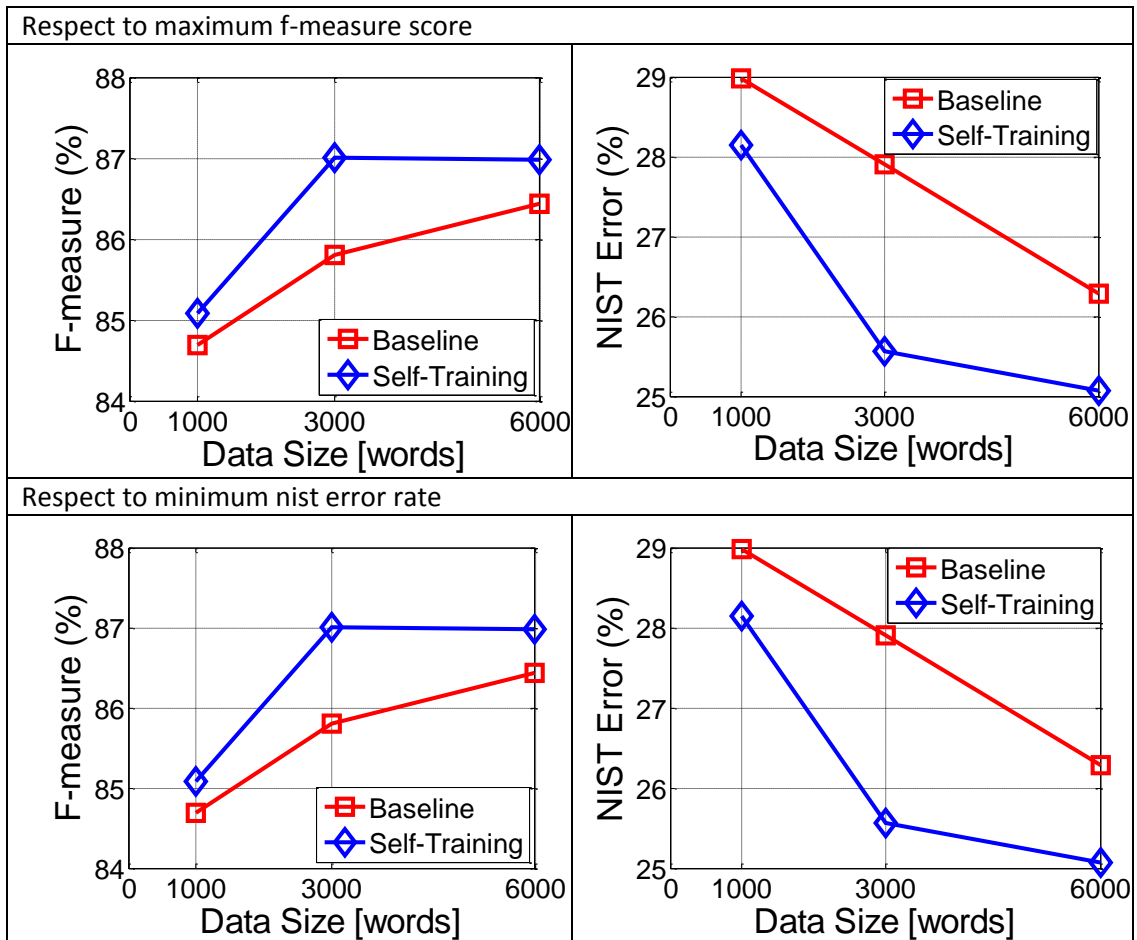 Respect to maximum f-measure score
88
87
86
85
84
0 1000 3000 6000
F-measure (%)
Data Size [words]
Baseline
Self-Training
29
28
27
26
25
0 1000 3000 6000
NIST Error (%)
Data Size [words]
Baseline
Self-Training
Respect to minimum nist error rate
88
87
86
85
84
0 1000 3000 6000
F-measure (%)
Data Size [words]
Baseline
Self-Training
29
28
27
26
25
0 1000 3000 6000
NIST Error (%)
Data Size [words]
Baseline
Self-Training